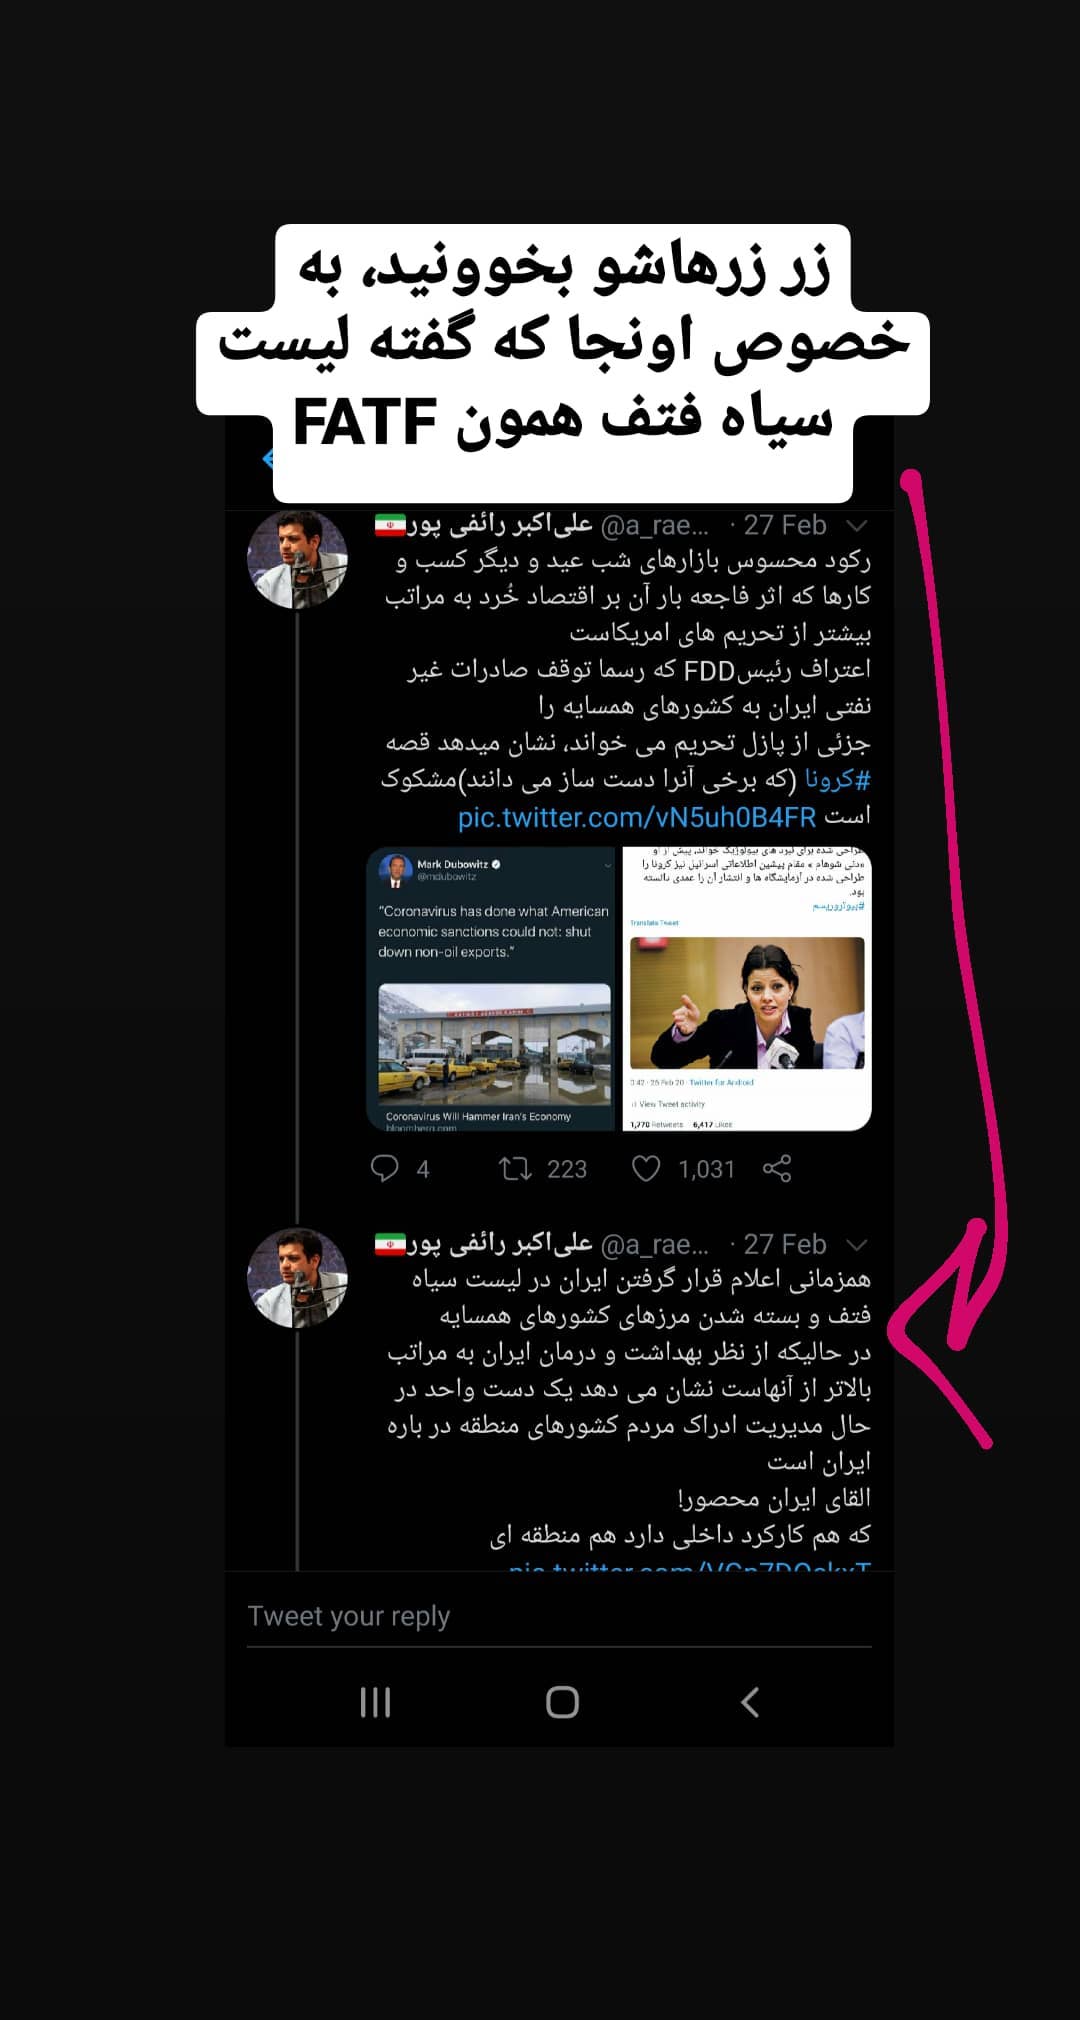 زر زرهاشو بخوونید، به
خصوص اونجا که گفته لیست
سیاه فتف همون FATF
علی‌اکبر رائفی پور @a_rae... · 27 Feb
رکود محسوس بازارهای شب عید و دیگر کسب و
کارها که اثر فاجعه بار آن بر اقتصاد خُرد به مراتب
بیشتر از تحریم های امریکاست
اعتراف رئیسFDD که رسما توقف صادرات غیر
نفتی ایران به کشورهای همسایه را
جزئی از پازل تحریم می خواند، نشان میدهد قصه
#کرونا (که برخی آنرا دست ساز می دانند)مشکوک
است pic.twitter.com/vN5uh0B4FR
Mark Dubowitz
@mdubowitz
"Coronavirus has done what American
economic sanctions could not: shut
down non-oil exports."
Coronavirus Will Hammer Iran's Economy
bloomberg.com
طراحی شده برای نبرد های بیولوژیک خواند، پیش از او
«دنی شوهام » مقام پیشین اطلاعاتی اسرائیل نیز کرونا را
طراحی شده در آزمایشگاه ها و انتشار آن را عمدی دانسته
بود.
#بیوتروریسم
Translate Tweet
3:42 · 26 Feb 20 · Twitter for Android
View Tweet activity
1,770 Retweets 6,417 Likes
4 223 1,031
علی‌اکبر رائفی پور @a_rae... · 27 Feb
همزمانی اعلام قرار گرفتن ایران در لیست سیاه
فتف و بسته شدن مرزهای کشورهای همسایه
در حالیکه از نظر بهداشت و درمان ایران به مراتب
بالاتر از آنهاست نشان می دهد یک دست واحد در
حال مدیریت ادراک مردم کشورهای منطقه در باره
ایران است
القای ایران محصور!
که هم کارکرد داخلی دارد هم منطقه ای
Tweet your reply